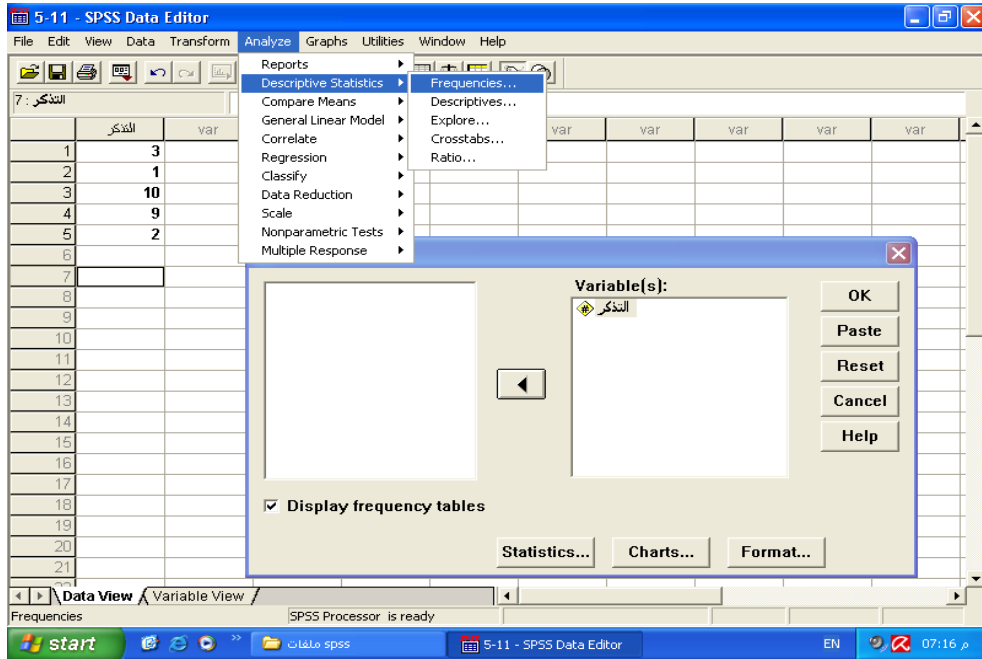 5-11 - SPSS Data Editor
File Edit View Data Transform Analyze Graphs Utilities Window Help
Reports
Descriptive Statistics
Compare Means
General Linear Model
Correlate
Regression
Classify
Data Reduction
Scale
Nonparametric Tests
Multiple Response
Frequencies...
Descriptives...
Explore...
Crosstabs...
Ratio...
7 : التذكر
التذكر var var var var var var
1 3
2 1
3 10
4 9
5 2
6
7
8
9
10
11
12
13
14
15
16
17
18
19
20
21
Variable(s):
التذكر
OK
Paste
Reset
Cancel
Help
Display frequency tables
Statistics... Charts... Format...
Data View Variable View
Frequencies SPSS Processor is ready
start ملفات spss 5-11 - SPSS Data Editor EN 07:16 م